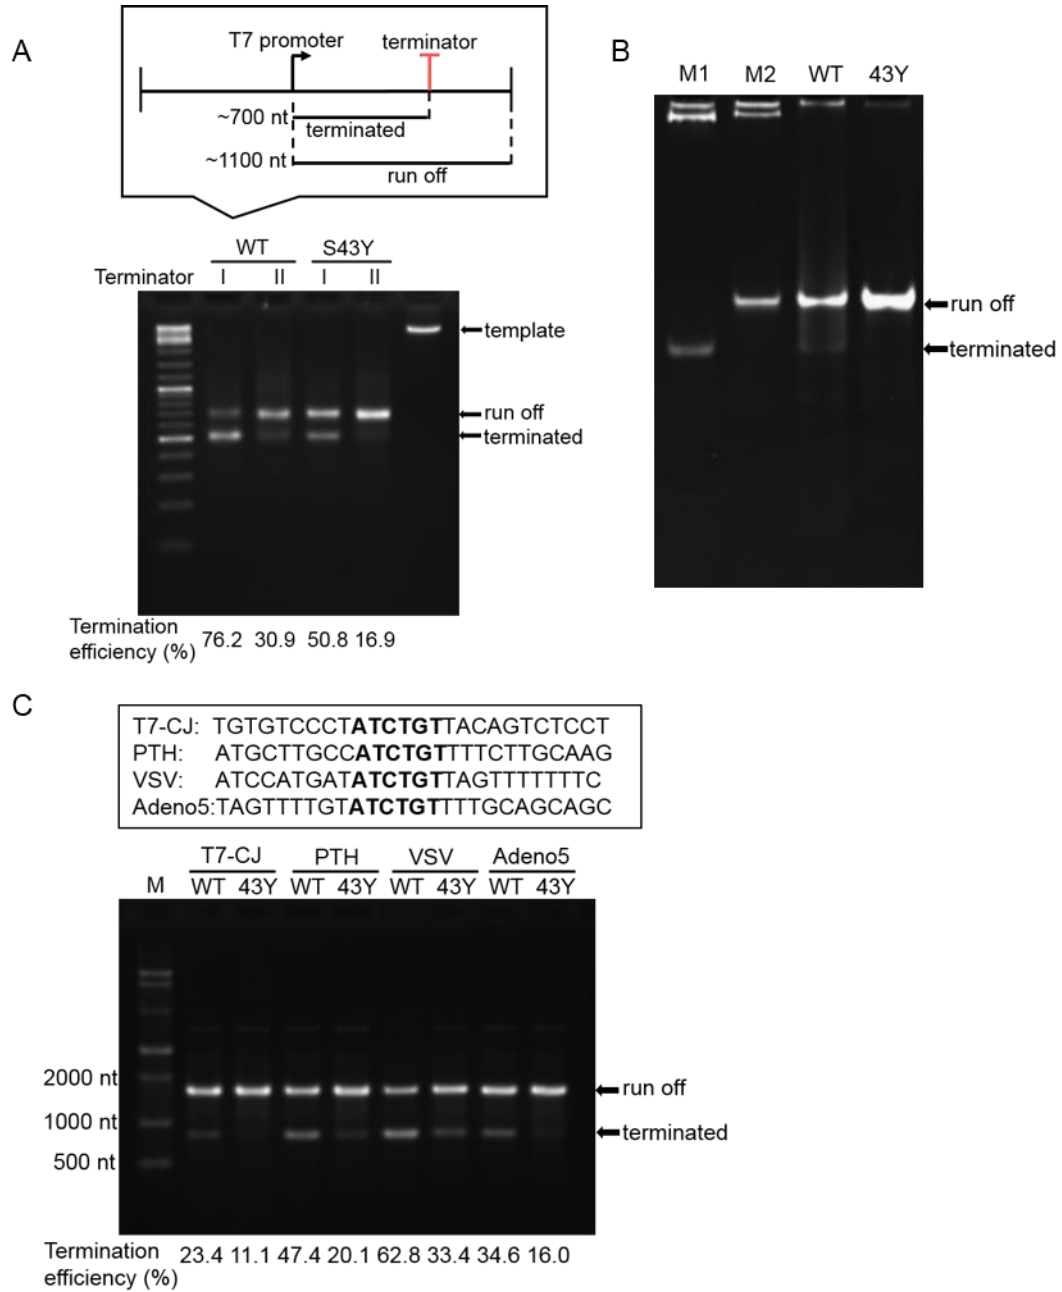 A
T7 promoter terminator
~700 nt
terminated
~1100 nt
run off
WT S43Y
Terminator I II I II
template
run off
terminated
Termination
efficiency (%) 76.2 30.9 50.8 16.9
B
M1 M2 WT 43Y
run off
terminated
C
T7-CJ: TGTGTCCCTATCTGTTACAGTCTCCT
PTH: ATGCTTGCCATCTGTTTTCTTGCAAG
VSV: ATCCATGATATCTGTTAGTTTTTTTC
Adeno5:TAGTTTTGTATCTGTTTTGCAGCAGC
T7-CJ PTH VSV Adeno5
M WT 43Y WT 43Y WT 43Y WT 43Y
2000 nt
run off
1000 nt
terminated
500 nt
Termination
efficiency (%) 23.4 11.1 47.4 20.1 62.8 33.4 34.6 16.0